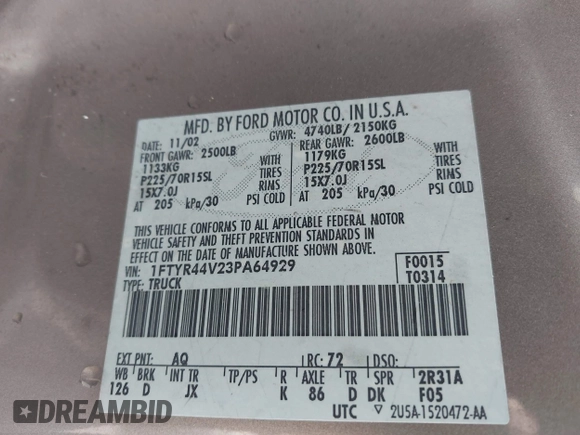 MFD. BY FORD MOTOR CO. IN U.S.A.
DATE: 11/02 GVWR: 4740LB/ 2150KG
FRONT GAWR: 2500LB REAR GAWR: 2600LB
1133KG WITH 1179KG WITH
P225/70R15SL TIRES P225/70R15SL TIRES
15X7.0J RIMS 15X7.0J RIMS
AT 205 kPa/30 PSI COLD AT 205 kPa/30 PSI COLD
THIS VEHICLE CONFORMS TO ALL APPLICABLE FEDERAL MOTOR
VEHICLE SAFETY AND THEFT PREVENTION STANDARDS IN
EFFECT ON THE DATE OF MANUFACTURE SHOWN ABOVE.
VIN: 1FTYR44V23PA64929 F0015
TYPE: TRUCK T0314
EXT PNT: AQ RC: 72 DSO:
WB BRK INT TR TP/PS R AXLE TR SPR 2R31A
126 D JX K 86 D DK F05
UTC ▽ 2U5A-1520472-AA
DREAMBID